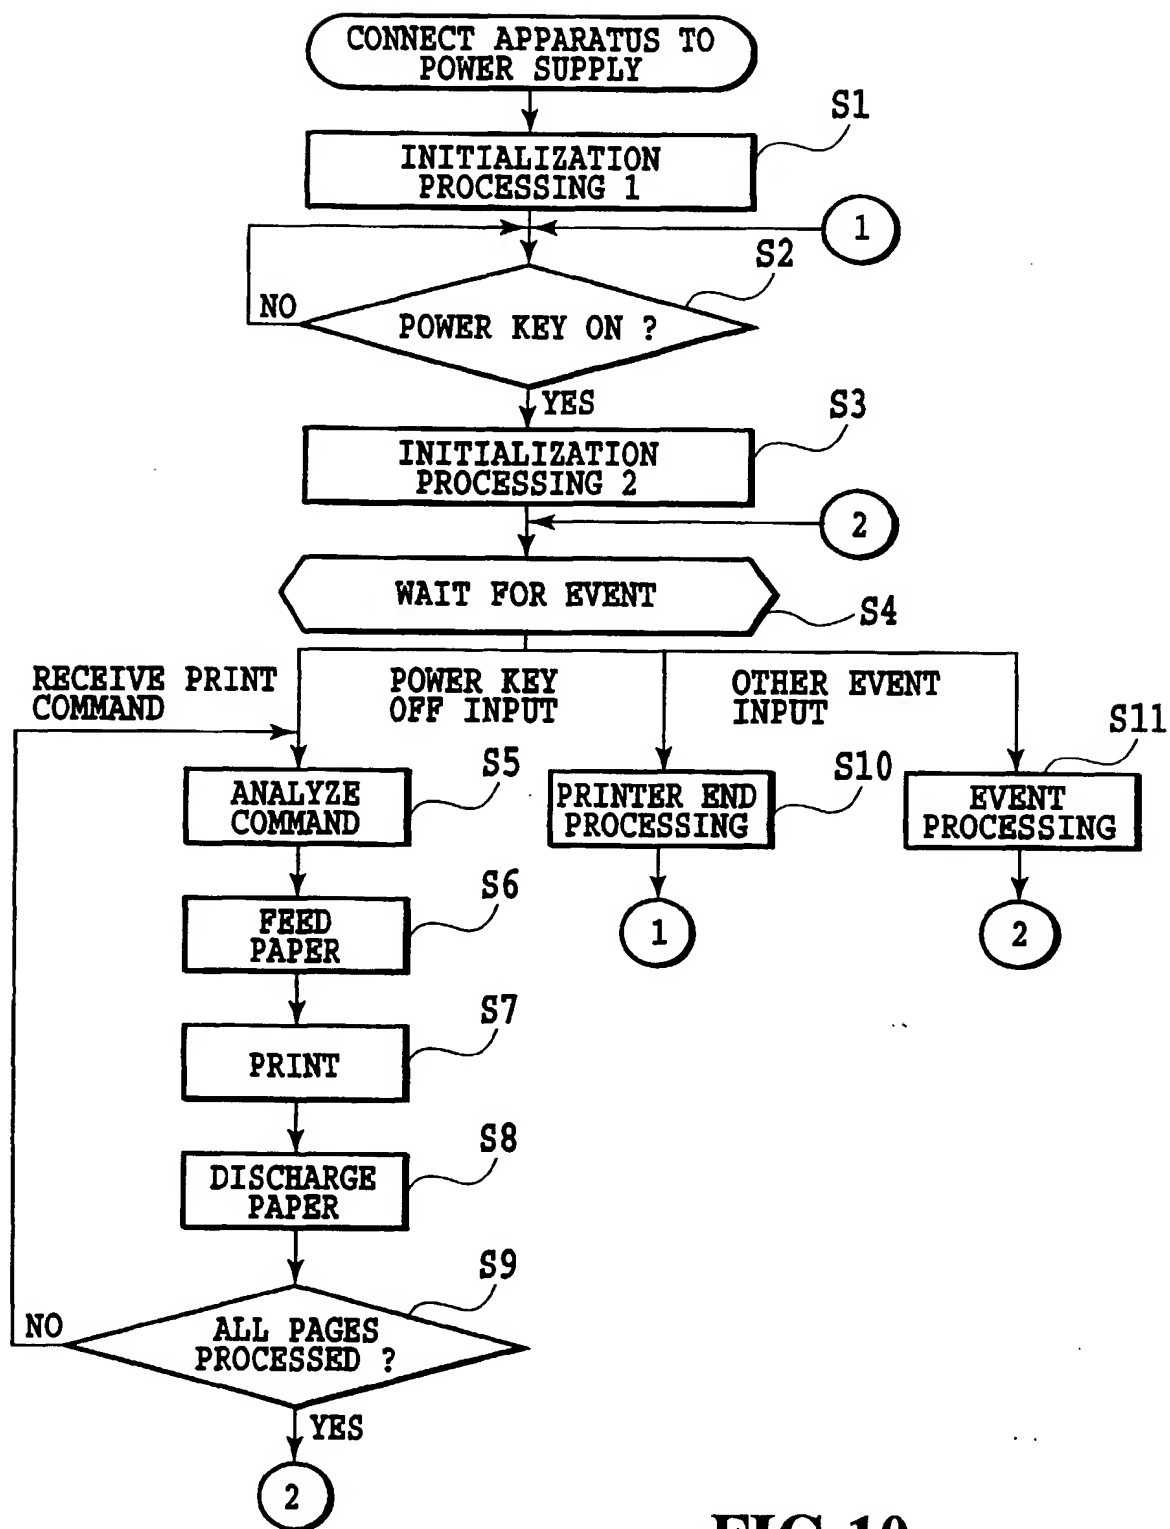 CONNECT APPARATUS TO
POWER SUPPLY
S1
INITIALIZATION
PROCESSING 1
1
S2
NO
POWER KEY ON ?
YES
S3
INITIALIZATION
PROCESSING 2
2
WAIT FOR EVENT
S4
RECEIVE PRINT
COMMAND
POWER KEY
OFF INPUT
OTHER EVENT
INPUT
S5
ANALYZE
COMMAND
S10
PRINTER END
PROCESSING
S11
EVENT
PROCESSING
S6
FEED
PAPER
1
2
S7
PRINT
S8
DISCHARGE
PAPER
S9
NO
ALL PAGES
PROCESSED ?
YES
2
FIG.10